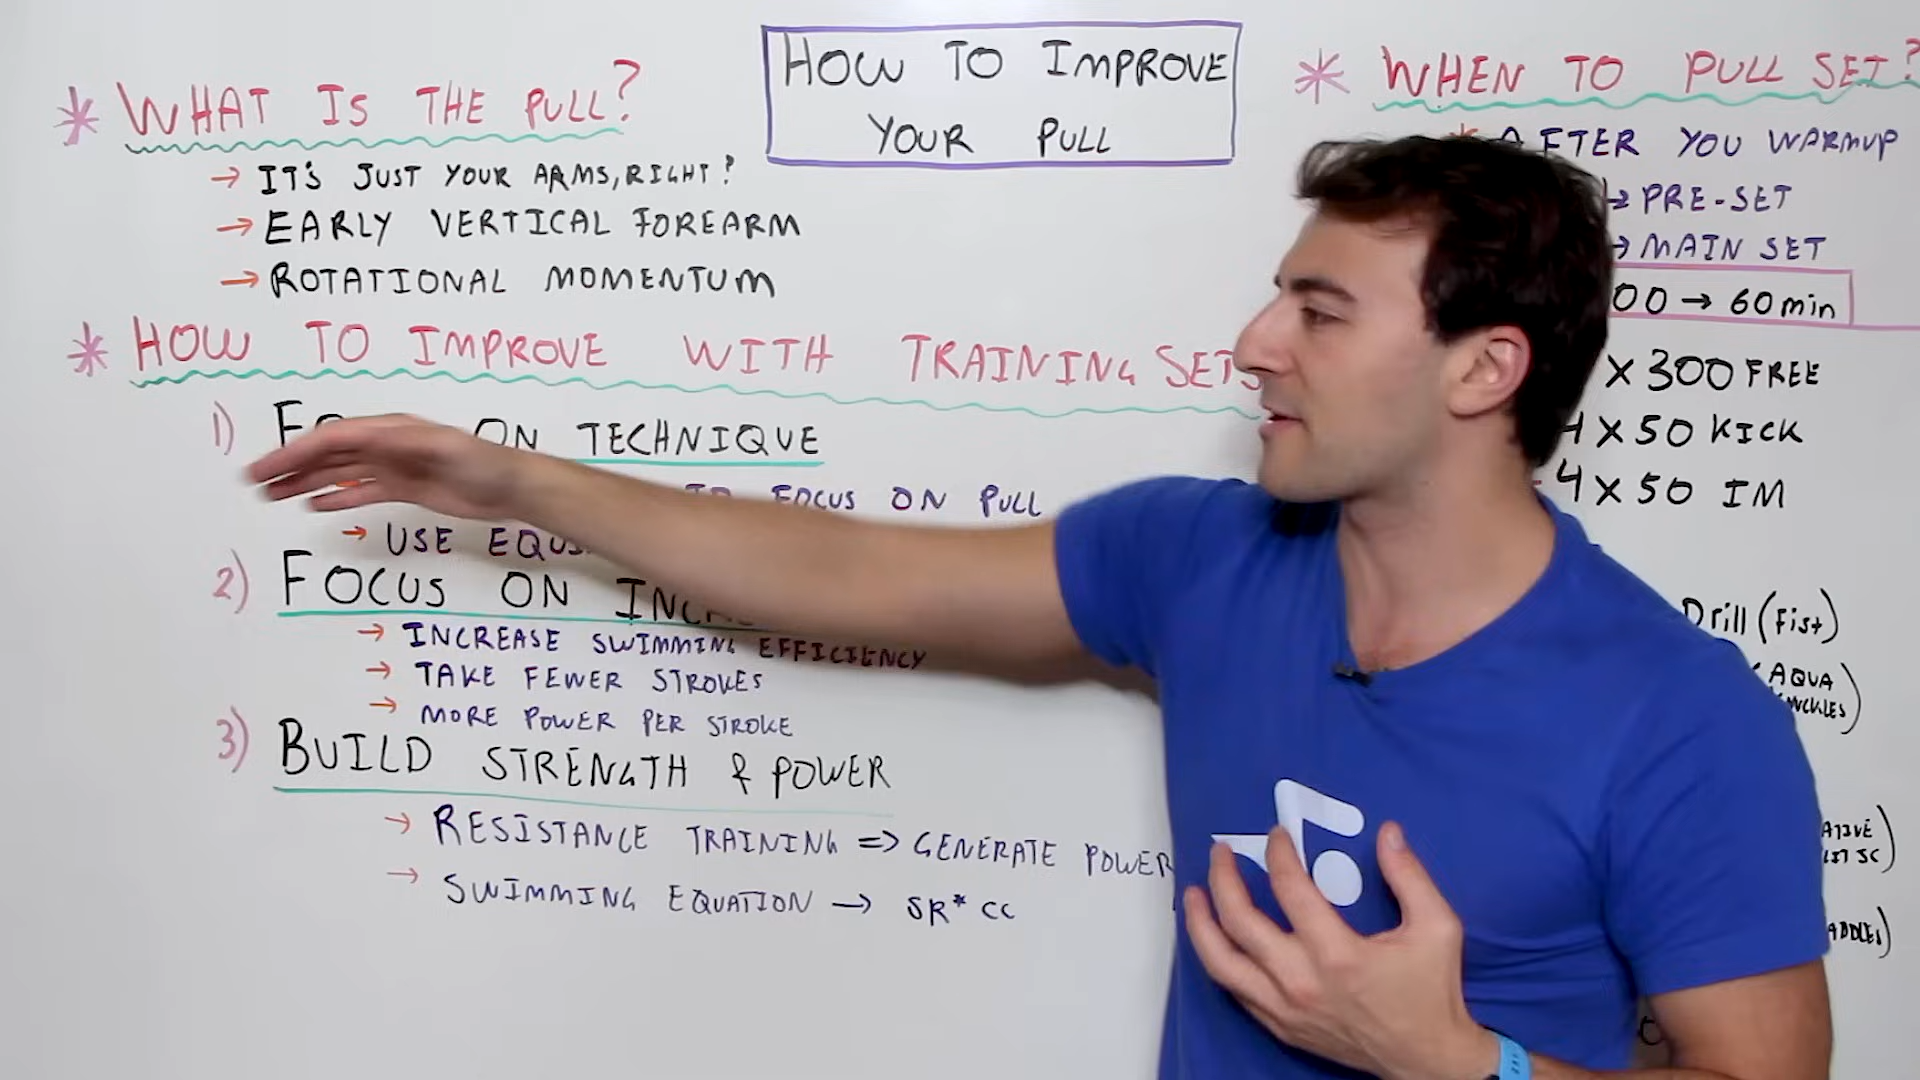 HOW TO IMPROVE
YOUR PULL
* WHAT IS THE PULL?
→ IT'S JUST YOUR ARMS, RIGHT?
→ EARLY VERTICAL FOREARM
→ ROTATIONAL MOMENTUM
* HOW TO IMPROVE WITH TRAINING SETS
1) ON TECHNIQUE
FOCUS ON PULL
→ USE
2) FOCUS ON
→ INCREASE SWIMMING EFFICIENCY
→ TAKE FEWER STROKES
→ MORE POWER PER STROKE
3) BUILD STRENGTH & POWER
→ RESISTANCE TRAINING => GENERATE POWER
→ SWIMMING EQUATION → SR* CC
* WHEN TO PULL SET?
* AFTER YOU WARMUP
↳ PRE-SET
→ MAIN SET
00 → 60 min
X 300 FREE
4 X 50 KICK
- 4 X 50 IM
Drill (Fist)
(AQUA